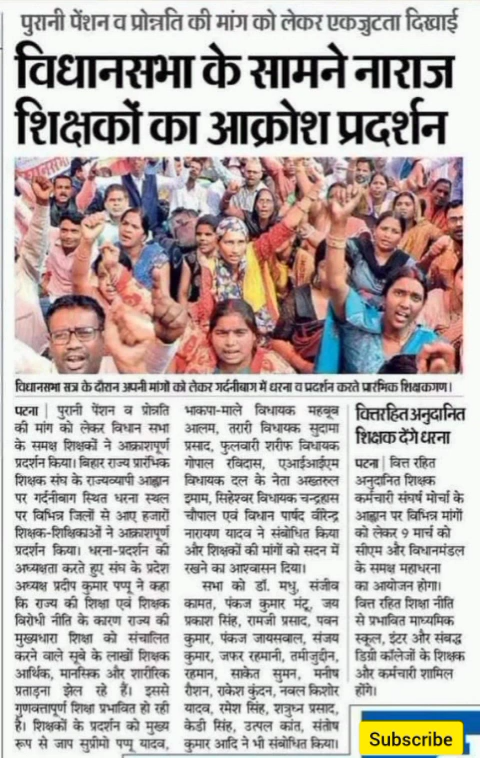 पुरानी पेंशन व प्रोन्नति की मांग को लेकर एकजुटता दिखाई
विधानसभा के सामने नाराज
शिक्षकों का आक्रोश प्रदर्शन
विधानसभा सत्र के दौरान अपनी मांगों को लेकर गर्दनीबाग में धरना व प्रदर्शन करते प्रारंभिक शिक्षकगण।
पटना | पुरानी पेंशन व प्रोन्नति
की मांग को लेकर विधान सभा
के समक्ष शिक्षकों ने आक्रोशपूर्ण
प्रदर्शन किया। बिहार राज्य प्रारंभिक
शिक्षक संघ के राज्यव्यापी आह्वान
पर गर्दनीबाग स्थित धरना स्थल
पर विभिन्न जिलों से आए हजारों
शिक्षक-शिक्षिकाओं ने आक्रोशपूर्ण
प्रदर्शन किया। धरना-प्रदर्शन की
अध्यक्षता करते हुए संघ के प्रदेश
अध्यक्ष प्रदीप कुमार पप्पू ने कहा
कि राज्य की शिक्षा एवं शिक्षक
विरोधी नीति के कारण राज्य की
मुख्यधारा शिक्षा को संचालित
करने वाले सूबे के लाखों शिक्षक
आर्थिक, मानसिक और शारीरिक
प्रताड़ना झेल रहे हैं। इससे
गुणवत्तापूर्ण शिक्षा प्रभावित हो रही
है। शिक्षकों के प्रदर्शन को मुख्य
रूप से जाप सुप्रीमो पप्पू यादव,
भाकपा-माले विधायक महबूब
आलम, तरारी विधायक सुदामा
प्रसाद, फुलवारी शरीफ विधायक
गोपाल रविदास, एआईआईएम
विधायक दल के नेता अख्तरुल
इमाम, सिंहेश्वर विधायक चन्द्रहास
चौपाल एवं विधान पार्षद वीरेन्द्र
नारायण यादव ने संबोधित किया
और शिक्षकों की मांगों को सदन में
रखने का आश्वासन दिया।
सभा को डॉ. मधु, संजीव
कामत, पंकज कुमार मंटू, जय
प्रकाश सिंह, रामजी प्रसाद, पवन
कुमार, पंकज जायसवाल, संजय
कुमार, जफर रहमानी, तमीजुद्दीन,
रहमान, साकेत सुमन, मनीष
रौशन, राकेश कुंदन, नवल किशोर
यादव, रमेश सिंह, शत्रुघ्न प्रसाद,
केडी सिंह, उत्पल कांत, संतोष
कुमार आदि ने भी संबोधित किया।
वित्तरहित अनुदानित
शिक्षक देंगे धरना
पटना | वित्त रहित
अनुदानित शिक्षक
कर्मचारी संघर्ष मोर्चा के
आह्वान पर विभिन्न मांगों
को लेकर 9 मार्च को
सीएम और विधानमंडल
के समक्ष महाधरना
का आयोजन होगा।
वित्त रहित शिक्षा नीति
से प्रभावित माध्यमिक
स्कूल, इंटर और संबद्ध
डिग्री कॉलेजों के शिक्षक
और कर्मचारी शामिल
होंगे।
Subscribe